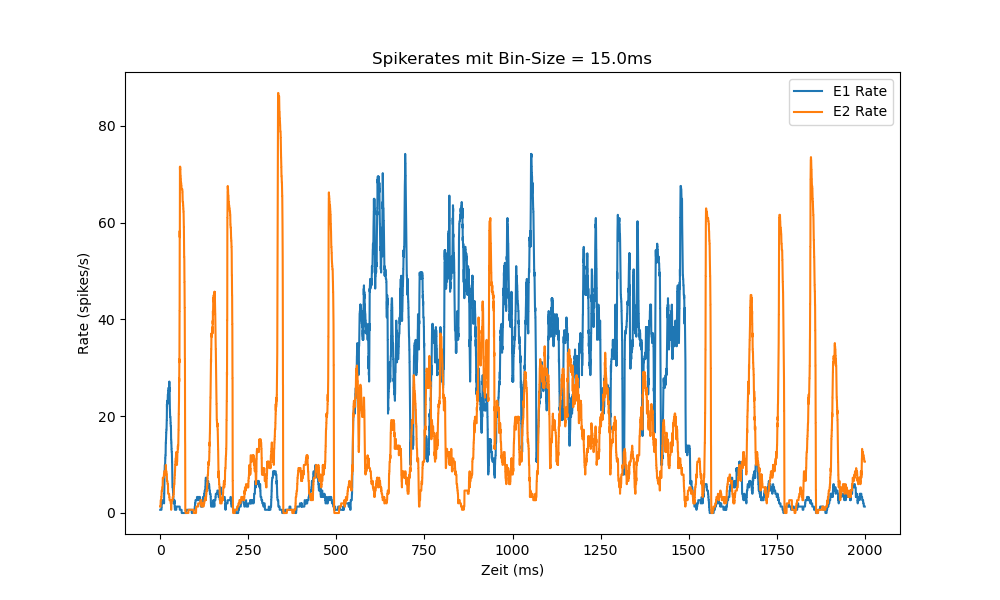 Spikerates mit Bin-Size = 15.0ms
E1 Rate
E2 Rate
Rate (spikes/s)
80
60
40
20
0
0 250 500 750 1000 1250 1500 1750 2000
Zeit (ms)